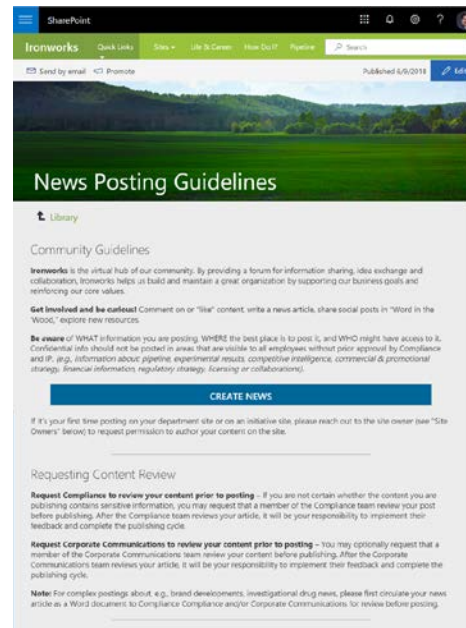 SharePoint
Ironworks Quick Links Sites Life & Career How Do I? Pipeline Search
Send by email Promote Published 6/9/2018 Edit
News Posting Guidelines
Library
Community Guidelines
Ironworks is the virtual hub of our community. By providing a forum for information sharing, idea exchange and
collaboration, Ironworks helps us build and maintain a great organization by supporting our business goals and
reinforcing our core values.
Get involved and be curious! Comment on or "like" content, write a news article, share social posts in "Word in the
'Wood," explore new resources.
Be aware of WHAT information you are posting, WHERE the best place is to post it, and WHO might have access to it.
Confidential info should not be posted in areas that are visible to all employees without prior approval by Compliance
and IP. (e.g., information about pipeline, experimental results, competitive intelligence, commercial & promotional
strategy, financial information, regulatory strategy, licensing or collaborations).
CREATE NEWS
If it's your first time posting on your department site or on an initiative site, please reach out to the site owner (see "Site
Owners" below) to request permission to author your content on the site.
Requesting Content Review
Request Compliance to review your content prior to posting – If you are not certain whether the content you are
publishing contains sensitive information, you may request that a member of the Compliance team review your post
before publishing. After the Compliance team reviews your article, it will be your responsibility to implement their
feedback and complete the publishing cycle.
Request Corporate Communications to review your content prior to posting – You may optionally request that a
member of the Corporate Communications team review your content before publishing. After the Corporate
Communications team reviews your article, it will be your responsibility to implement their feedback and complete the
publishing cycle.
Note: For complex postings about, e.g., brand developments, investigational drug news, please first circulate your news
article as a Word document to Compliance Compliance and/or Corporate Communications for review before posting.